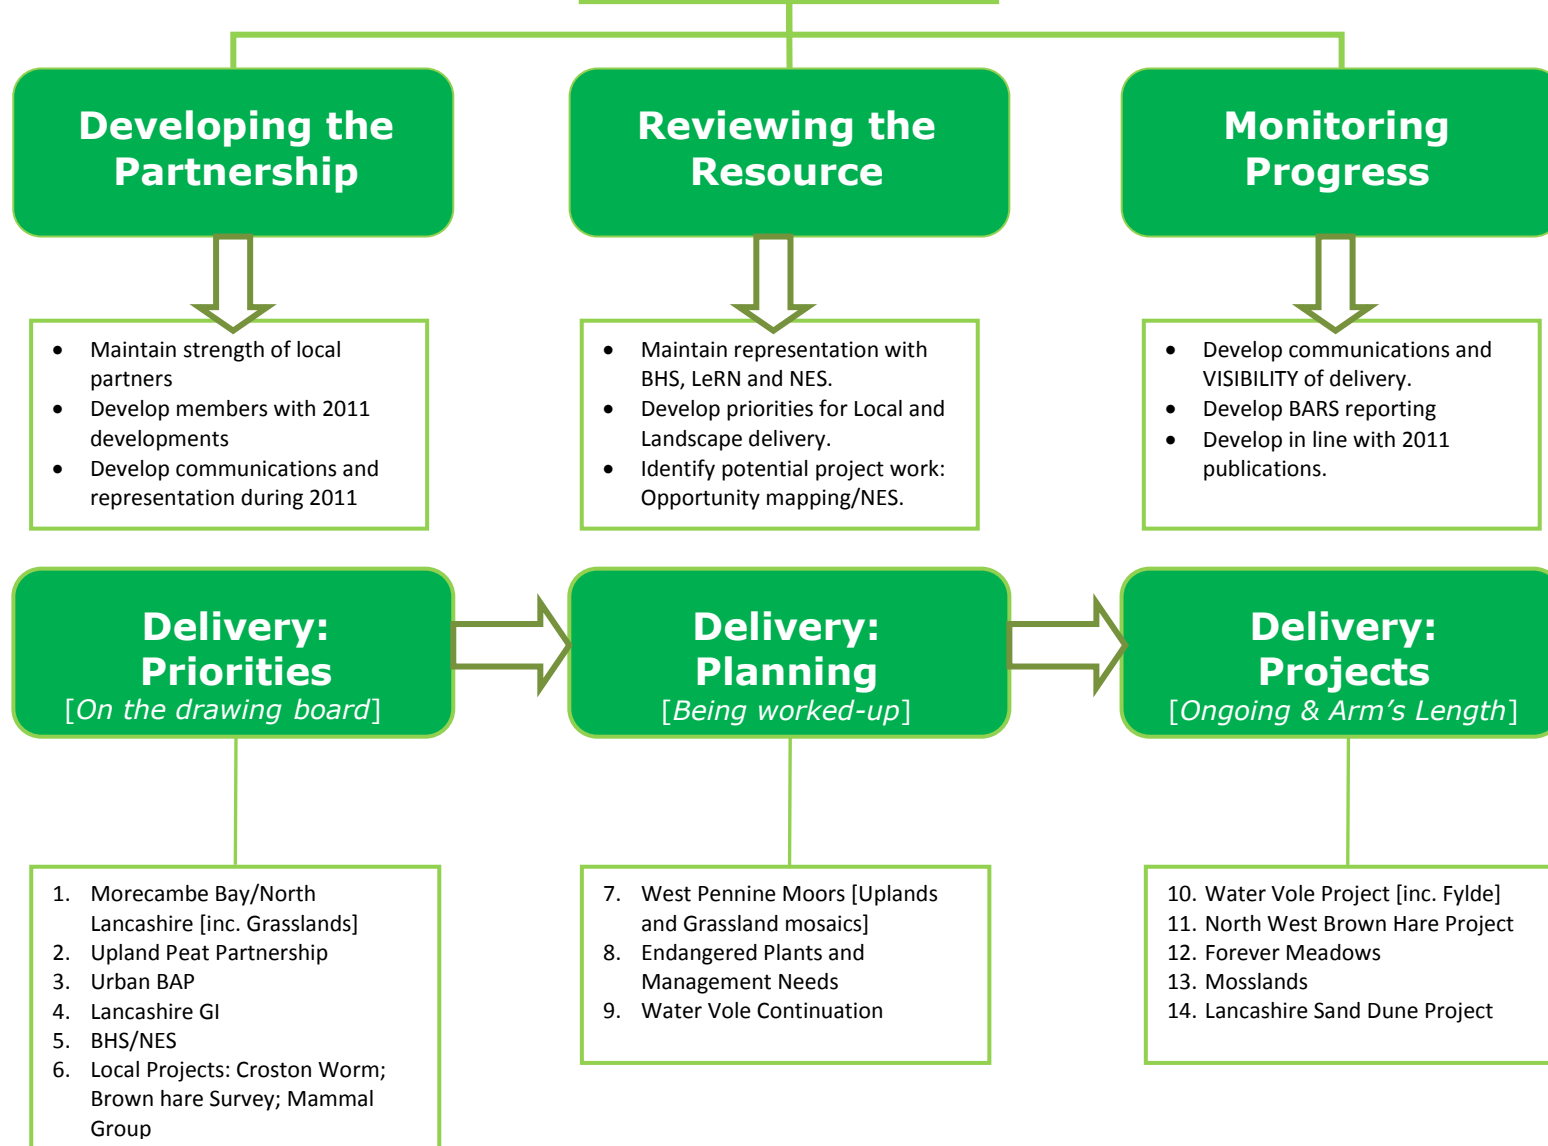 Developing the
Partnership
Reviewing the
Resource
Monitoring
Progress
• Maintain strength of local
partners
• Develop members with 2011
developments
• Develop communications and
representation during 2011
• Maintain representation with
BHS, LeRN and NES.
• Develop priorities for Local and
Landscape delivery.
• Identify potential project work:
Opportunity mapping/NES.
• Develop communications and
VISIBILITY of delivery.
• Develop BARS reporting
• Develop in line with 2011
publications.
Delivery:
Priorities
[On the drawing board]
Delivery:
Planning
[Being worked-up]
Delivery:
Projects
[Ongoing & Arm's Length]
1. Morecambe Bay/North
Lancashire [inc. Grasslands]
2. Upland Peat Partnership
3. Urban BAP
4. Lancashire GI
5. BHS/NES
6. Local Projects: Croston Worm;
Brown hare Survey; Mammal
Group
7. West Pennine Moors [Uplands
and Grassland mosaics]
8. Endangered Plants and
Management Needs
9. Water Vole Continuation
10. Water Vole Project [inc. Fylde]
11. North West Brown Hare Project
12. Forever Meadows
13. Mosslands
14. Lancashire Sand Dune Project